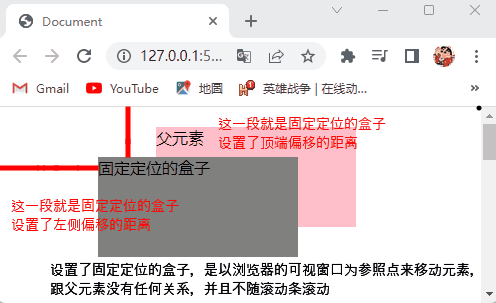 Document
127.0.0.1:5...
Gmail
YouTube
地圖
英雄战争 | 在线动...
这一段就是固定定位的盒子
设置了顶端偏移的距离
父元素
固定定位的盒子
这一段就是固定定位的盒子
设置了左侧偏移的距离
设置了固定定位的盒子，是以浏览器的可视窗口为参照点来移动元素，
跟父元素没有任何关系，并且不随滚动条滚动